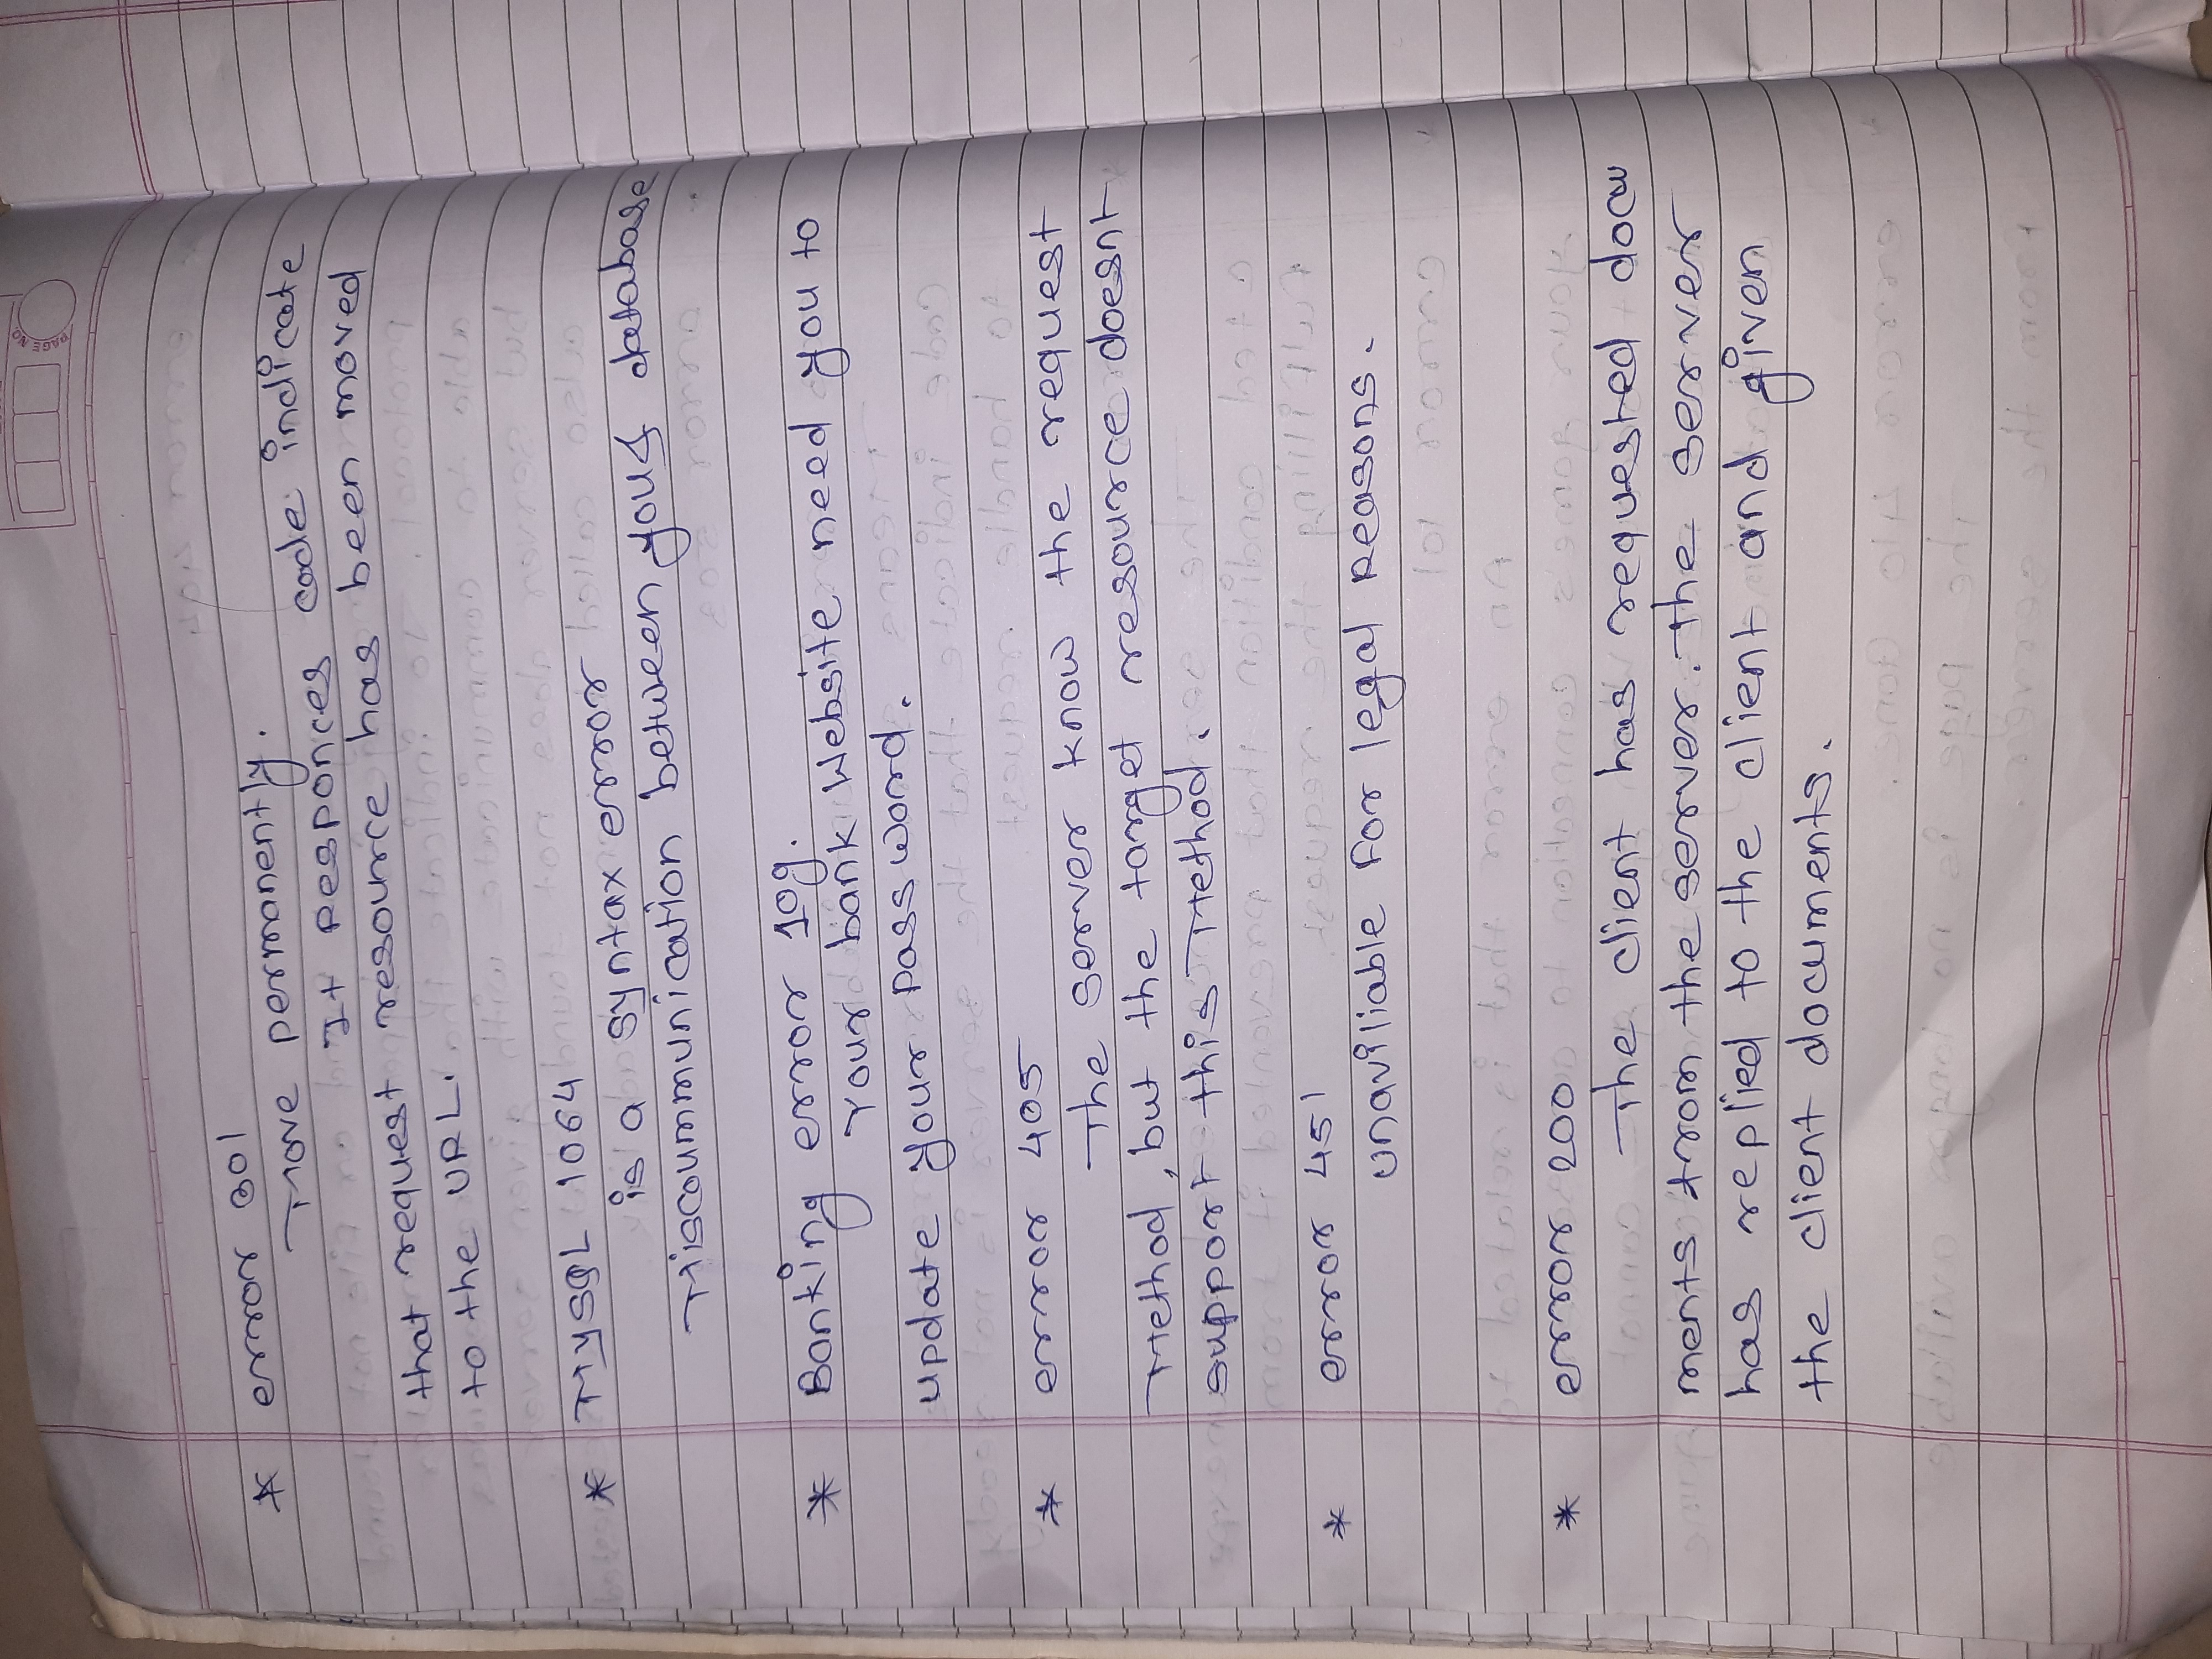 PAGE NO.
* error 301
Move permanently.
It Responces code indicate
that request resource has been moved
to the URL.
* MySQL 1064
is a syntax error
Miscoummunication between you & database
* Banking error 109.
Your bank Website need you to
update your password.
* error 405
The server know the request
Method, but the target resource doesnt
support this Method.
* error 451
unaviliable for legal Reasons.
* error 200
The client has requested docu
ments from the server. The server
has replied to the client and given
the client documents.